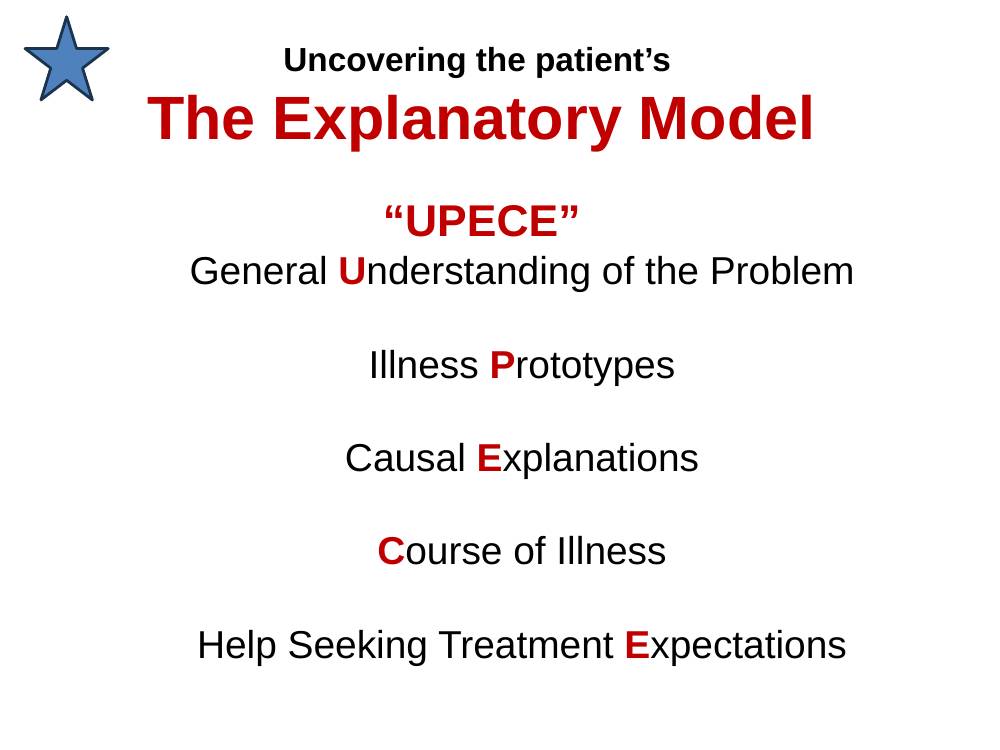 Uncovering the patient’s
The Explanatory Model
“UPECE”
General Understanding of the Problem
Illness Prototypes
Causal Explanations
Course of Illness
Help Seeking Treatment Expectations